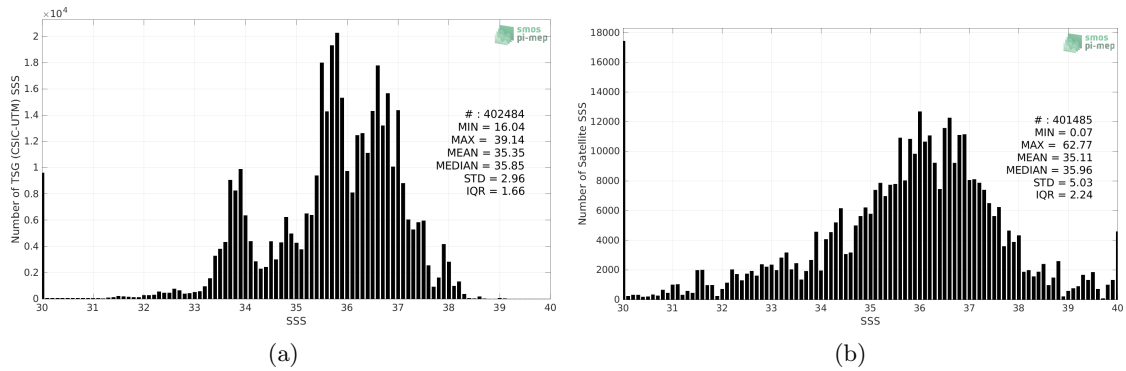 ×10⁴
2
1.8
1.6
1.4
1.2
1
0.8
0.6
0.4
0.2
0
Number of TSG (CSIC-UTM) SSS
smos
pi-mep
# : 402484
MIN = 16.04
MAX = 39.14
MEAN = 35.35
MEDIAN = 35.85
STD = 2.96
IQR = 1.66
30 31 32 33 34 35 36 37 38 39 40
SSS
(a)
18000
16000
14000
12000
10000
8000
6000
4000
2000
0
Number of Satellite SSS
smos
pi-mep
# : 401485
MIN = 0.07
MAX = 62.77
MEAN = 35.11
MEDIAN = 35.96
STD = 5.03
IQR = 2.24
30 31 32 33 34 35 36 37 38 39 40
SSS
(b)